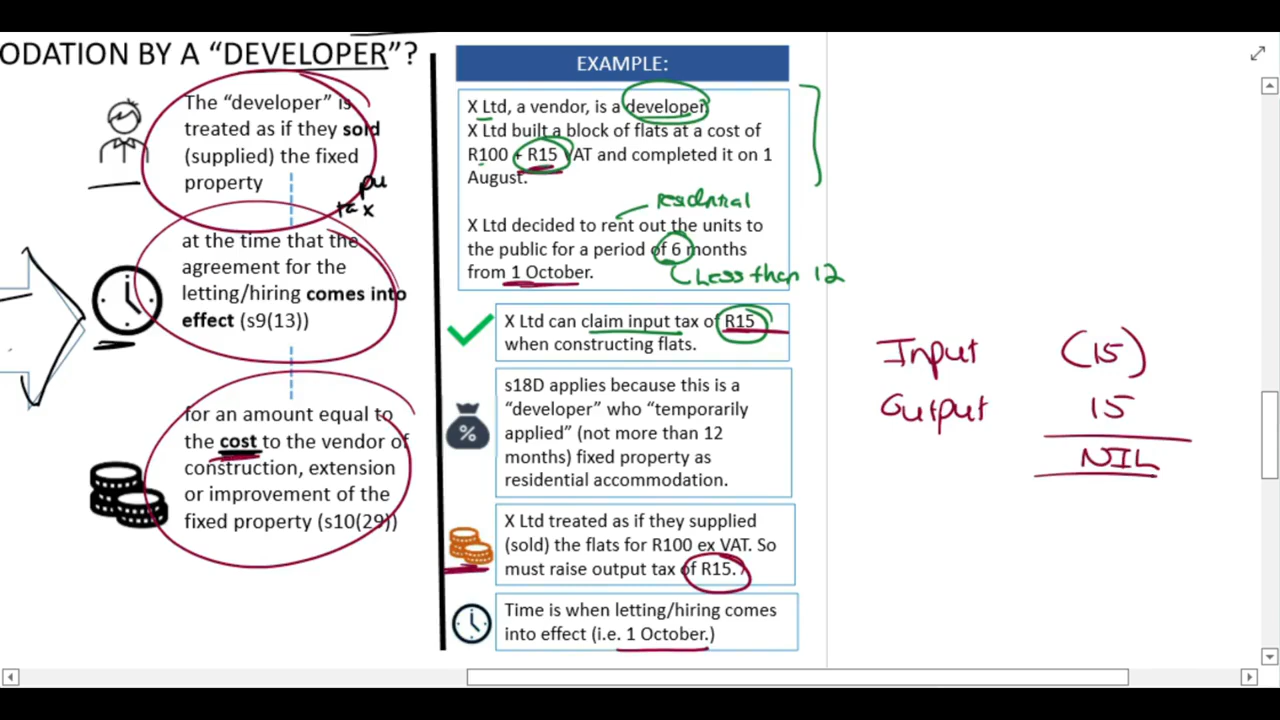 ODATION BY A “DEVELOPER”?
The “developer” is
treated as if they sold
(supplied) the fixed
property
put
tax
at the time that the
agreement for the
letting/hiring comes into
effect (s9(13))
for an amount equal to
the cost to the vendor of
construction, extension
or improvement of the
fixed property (s10(29))
EXAMPLE:
X Ltd, a vendor, is a developer.
X Ltd built a block of flats at a cost of
R100 + R15 VAT and completed it on 1
August.
residential
X Ltd decided to rent out the units to
the public for a period of 6 months
from 1 October.
Less than 12
X Ltd can claim input tax of R15
when constructing flats.
s18D applies because this is a
“developer” who “temporarily
applied” (not more than 12
months) fixed property as
residential accommodation.
X Ltd treated as if they supplied
(sold) the flats for R100 ex VAT. So
must raise output tax of R15.
Time is when letting/hiring comes
into effect (i.e. 1 October.)
Input (15)
Output 15
NIL